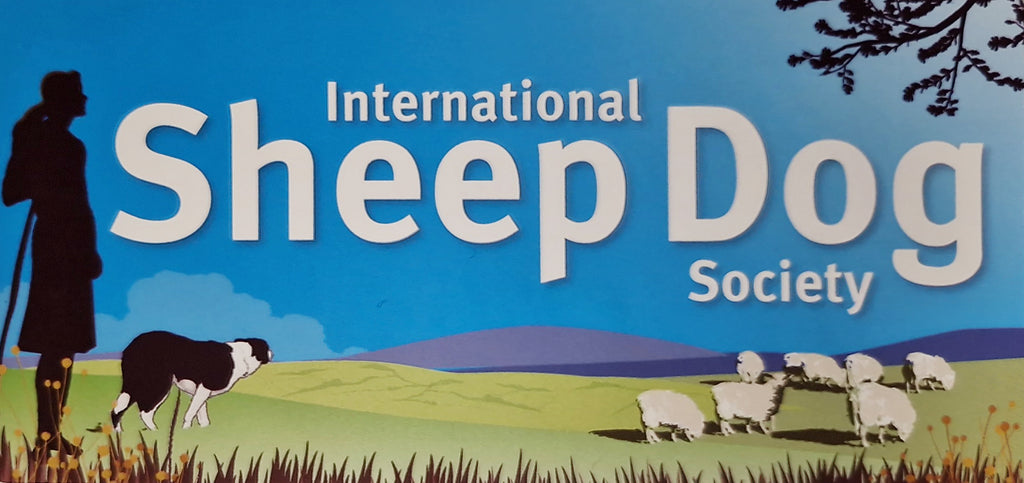 International
Sheep Dog
Society